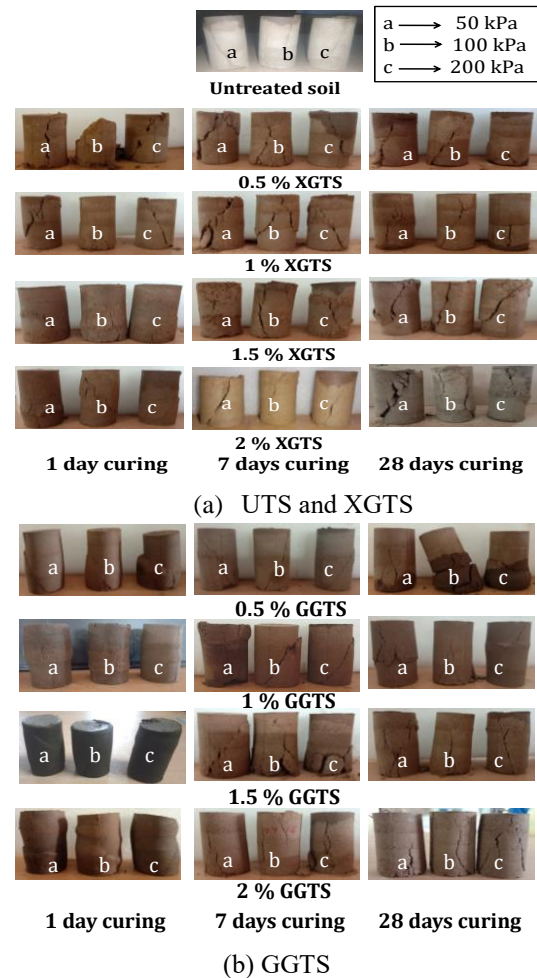 a → 50 kPa
b → 100 kPa
c → 200 kPa
a b c
Untreated soil
a b c a b c a b c
0.5 % XGTS
a b c a b c a b c
1 % XGTS
a b c a b c a b c
1.5 % XGTS
a b c a b c a b c
2 % XGTS
1 day curing 7 days curing 28 days curing
(a) UTS and XGTS
a b c a b c a b c
0.5 % GGTS
a b c a b c a b c
1 % GGTS
a b c a b c a b c
1.5 % GGTS
a b c a b c a b c
2 % GGTS
1 day curing 7 days curing 28 days curing
(b) GGTS